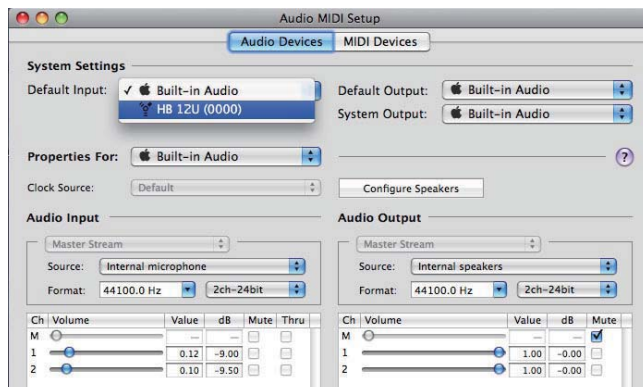 Audio MIDI Setup
Audio Devices MIDI Devices
System Settings
Default Input: ✓ Built-in Audio
HB 12U (0000)
Default Output: Built-in Audio
System Output: Built-in Audio
Properties For: Built-in Audio
?
Clock Source: Default
Configure Speakers
Audio Input
Master Stream
Source: Internal microphone
Format: 44100.0 Hz 2ch-24bit
Ch Volume Value dB Mute Thru
M — —
1 0.12 -9.00
2 0.10 -9.50
Audio Output
Master Stream
Source: Internal speakers
Format: 44100.0 Hz 2ch-24bit
Ch Volume Value dB Mute
M — —
1 1.00 -0.00
2 1.00 -0.00